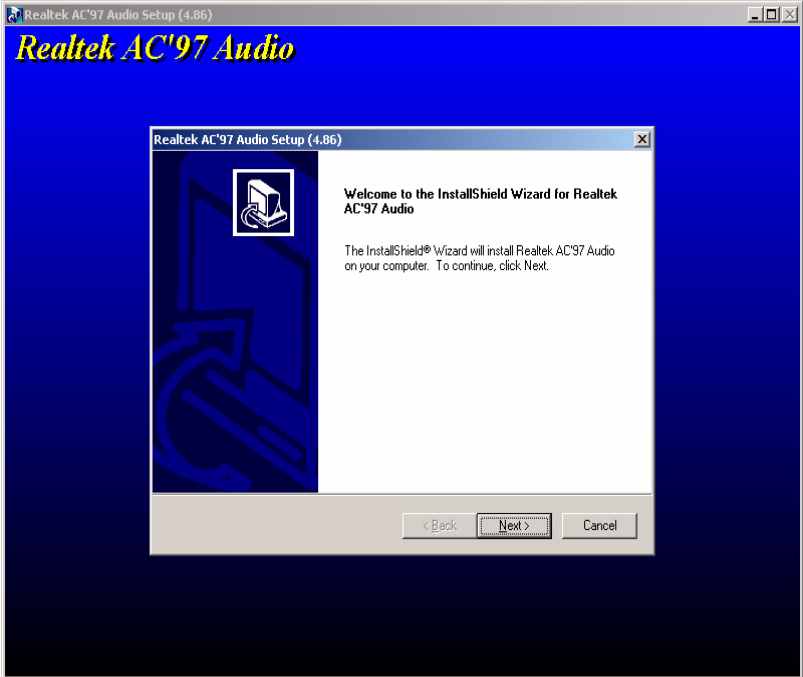 Realtek AC'97 Audio Setup (4.86)
Realtek AC'97 Audio
Realtek AC'97 Audio Setup (4.86)
Welcome to the InstallShield Wizard for Realtek
AC'97 Audio
The InstallShield® Wizard will install Realtek AC'97 Audio
on your computer. To continue, click Next.
< Back
Next >
Cancel